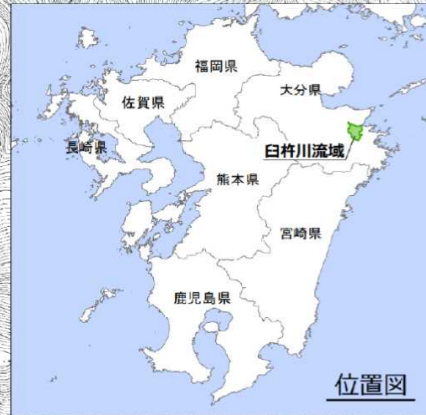 福岡県
大分県
佐賀県
臼杵川流域
長崎県
熊本県
宮崎県
鹿児島県
位置図